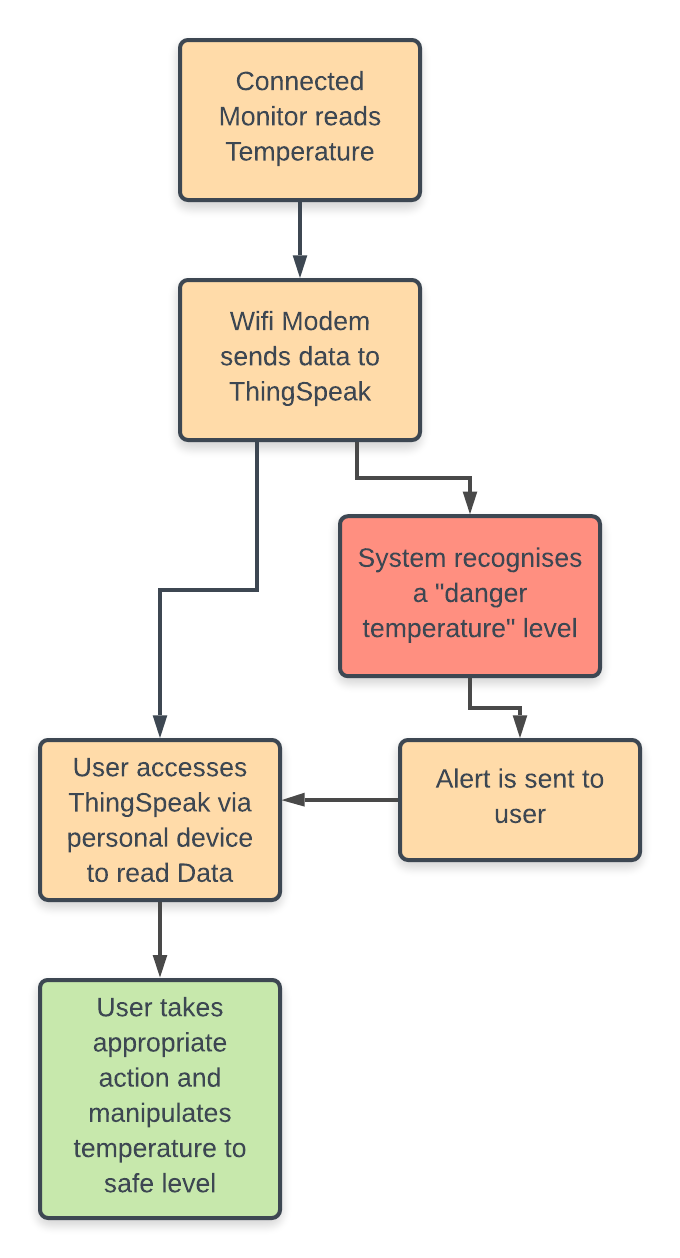 Connected
Monitor reads
Temperature
Wifi Modem
sends data to
ThingSpeak
System recognises
a "danger
temperature" level
User accesses
ThingSpeak via
personal device
to read Data
Alert is sent to
user
User takes
appropriate
action and
manipulates
temperature to
safe level